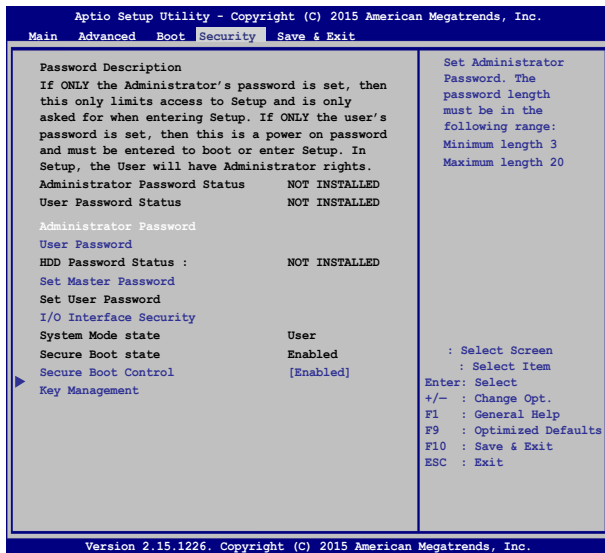 Aptio Setup Utility - Copyright (C) 2015 American Megatrends, Inc.
Main Advanced Boot Security Save & Exit
Password Description
If ONLY the Administrator's password is set, then
this only limits access to Setup and is only
asked for when entering Setup. If ONLY the user's
password is set, then this is a power on password
and must be entered to boot or enter Setup. In
Setup, the User will have Administrator rights.
Administrator Password Status NOT INSTALLED
User Password Status NOT INSTALLED
Administrator Password
User Password
HDD Password Status : NOT INSTALLED
Set Master Password
Set User Password
I/O Interface Security
System Mode state User
Secure Boot state Enabled
Secure Boot Control [Enabled]
Key Management
Set Administrator
Password. The
password length
must be in the
following range:
Minimum length 3
Maximum length 20
: Select Screen
: Select Item
Enter: Select
+/— : Change Opt.
F1 : General Help
F9 : Optimized Defaults
F10 : Save & Exit
ESC : Exit
Version 2.15.1226. Copyright (C) 2015 American Megatrends, Inc.